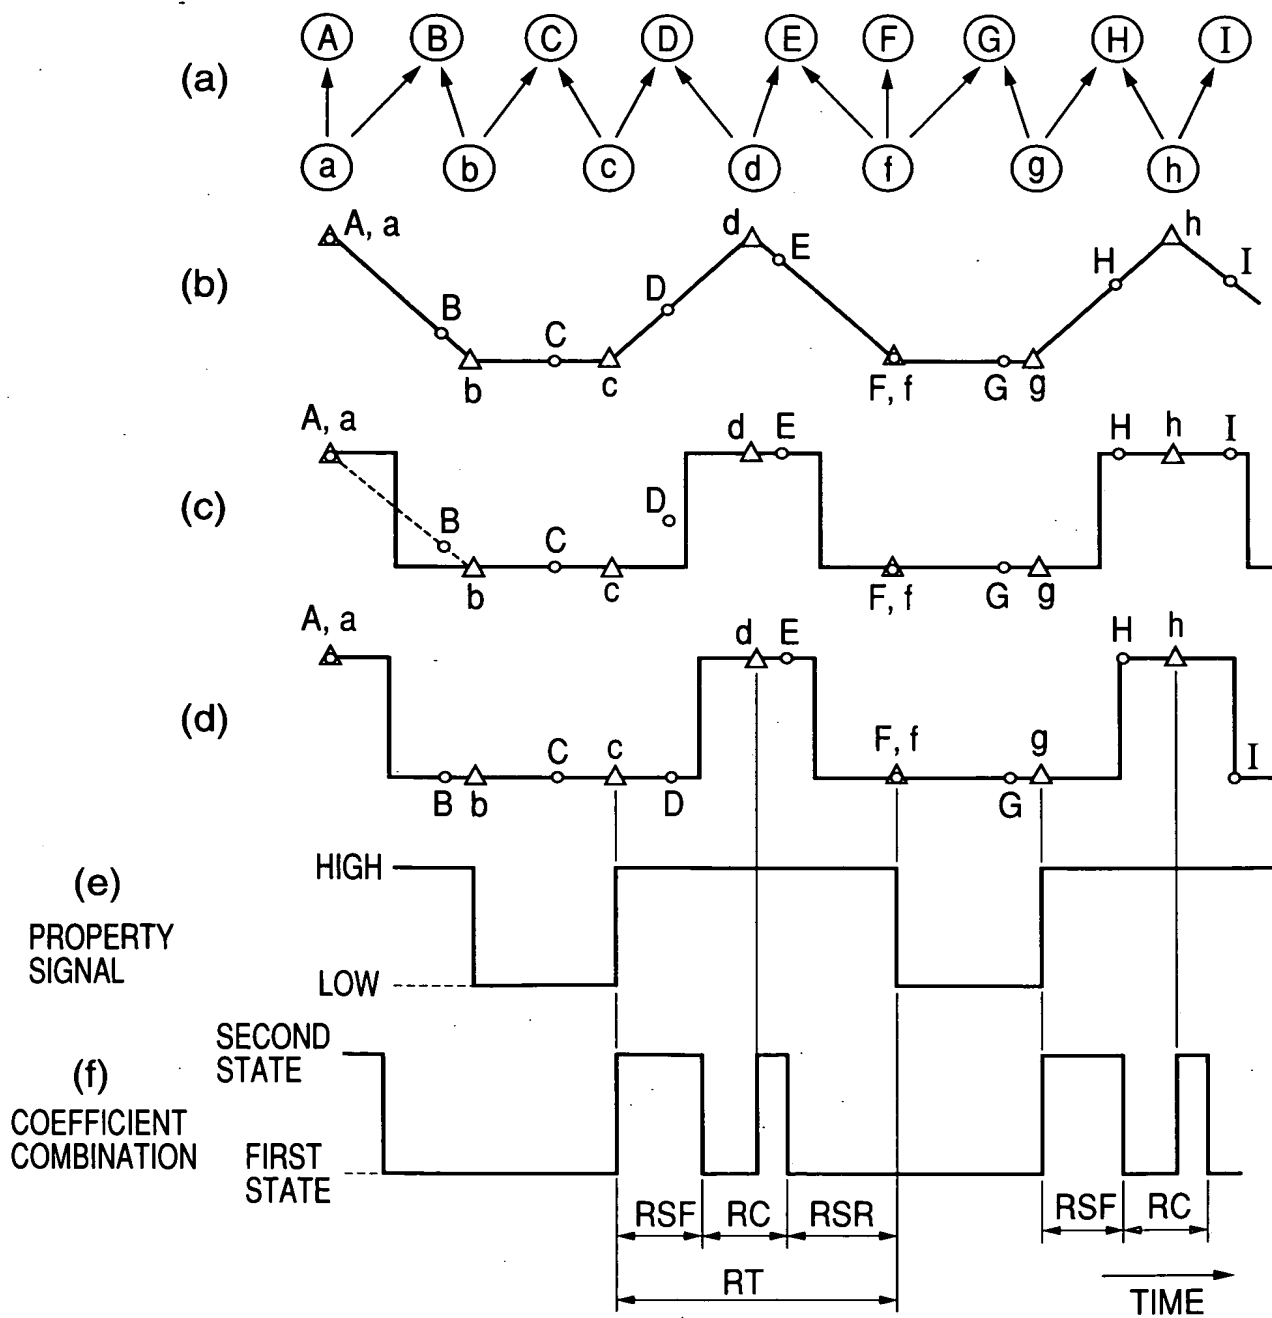 (a)
A B C D E F G H I
a b c d f g h
(b)
A, a B b C c D d E F, f G g H h I
(c)
A, a B b C c D d E F, f G g H h I
(d)
A, a B b C c D d E F, f G g H h I
(e)
PROPERTY
SIGNAL
HIGH
LOW
(f)
COEFFICIENT
COMBINATION
SECOND
STATE
FIRST
STATE
RSF RC RSR RSF RC
RT
TIME